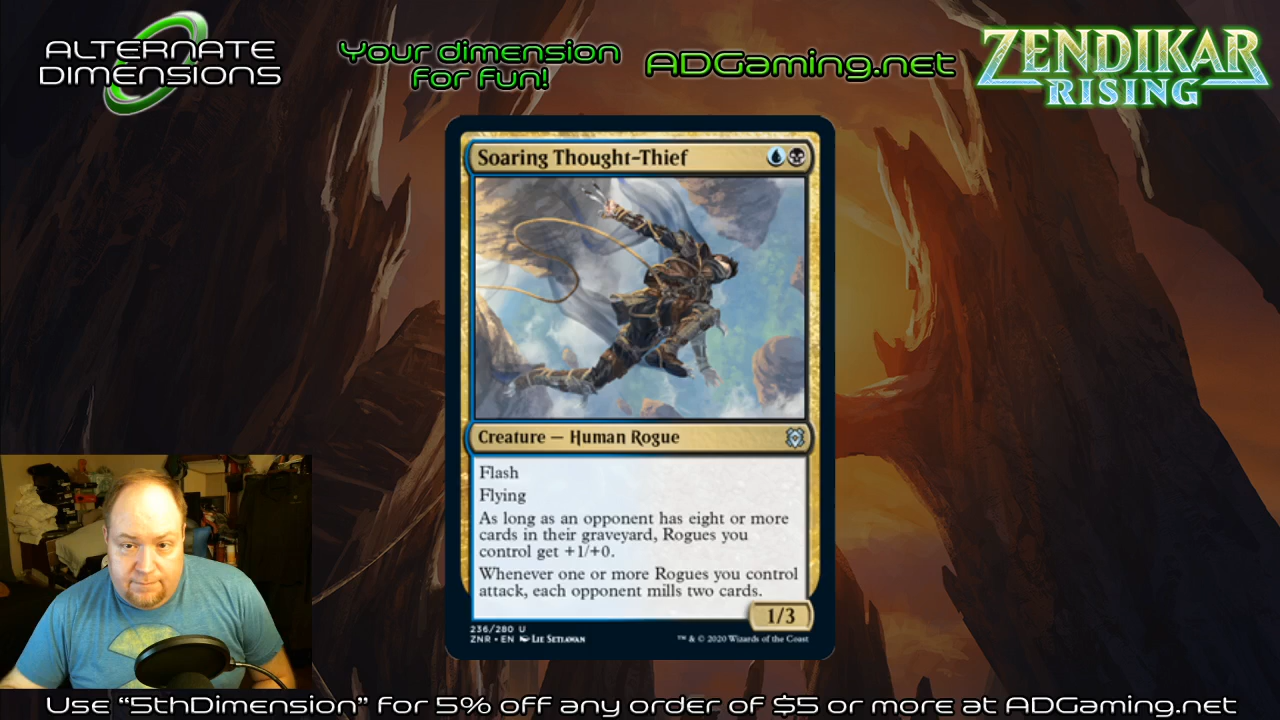 ALTERNATE
DIMENSIONS
Your dimension
for fun!
ADGaming.net
ZENDIKAR
RISING
Soaring Thought-Thief
Creature — Human Rogue
Flash
Flying
As long as an opponent has eight or more
cards in their graveyard, Rogues you
control get +1/+0.
Whenever one or more Rogues you control
attack, each opponent mills two cards.
1/3
236/280 U
ZNR • EN Lie Setiawan
™ & © 2020 Wizards of the Coast
Use “5thDimension” for 5% off any order of $5 or more at ADGaming.net